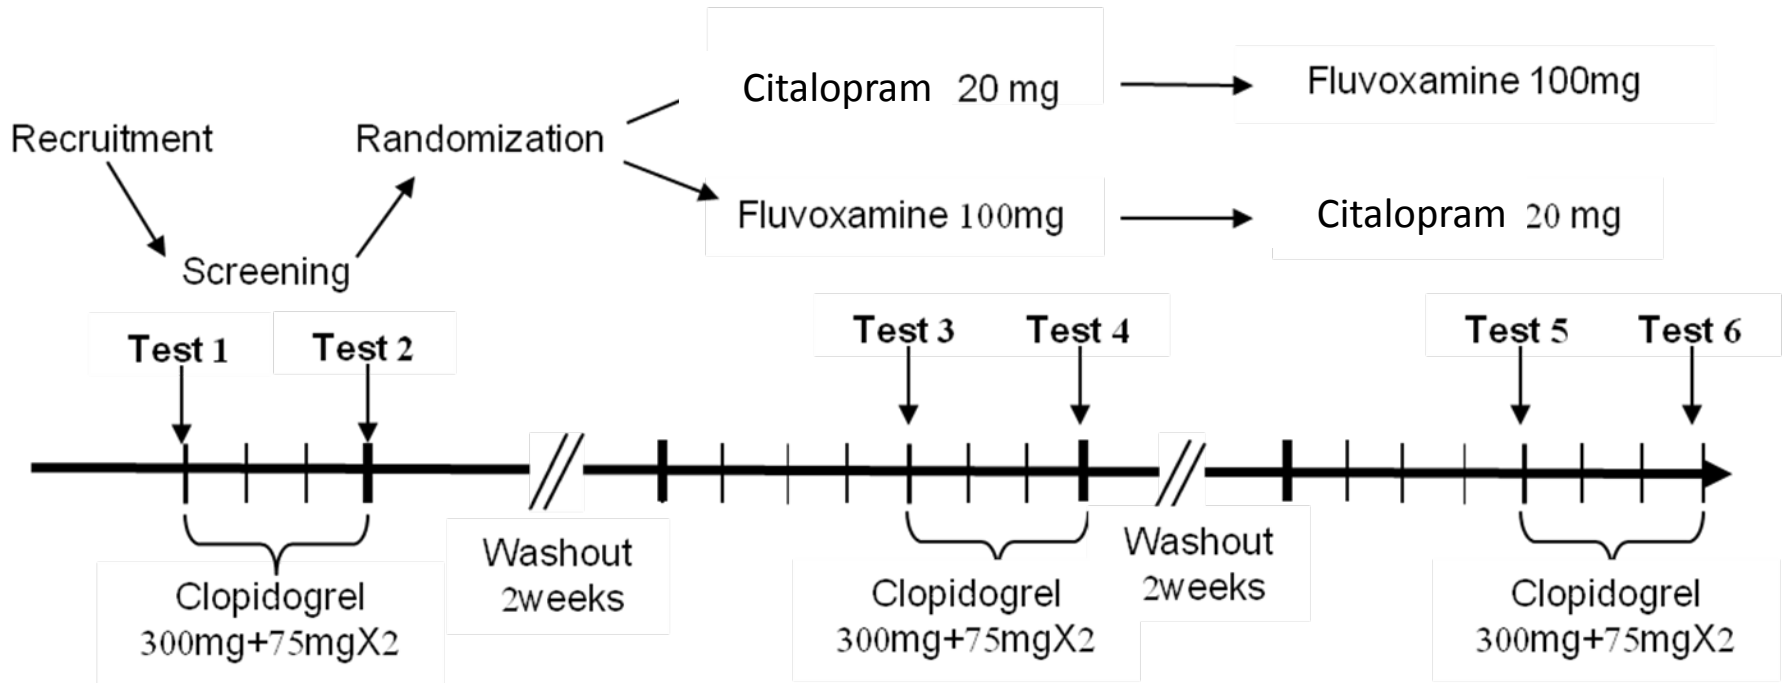 Citalopram 20 mg
Fluvoxamine 100mg
Recruitment
Randomization
Fluvoxamine 100mg
Citalopram 20 mg
Screening
Test 1
Test 2
Test 3
Test 4
Test 5
Test 6
Washout
2weeks
Washout
2weeks
Clopidogrel
300mg+75mgX2
Clopidogrel
300mg+75mgX2
Clopidogrel
300mg+75mgX2